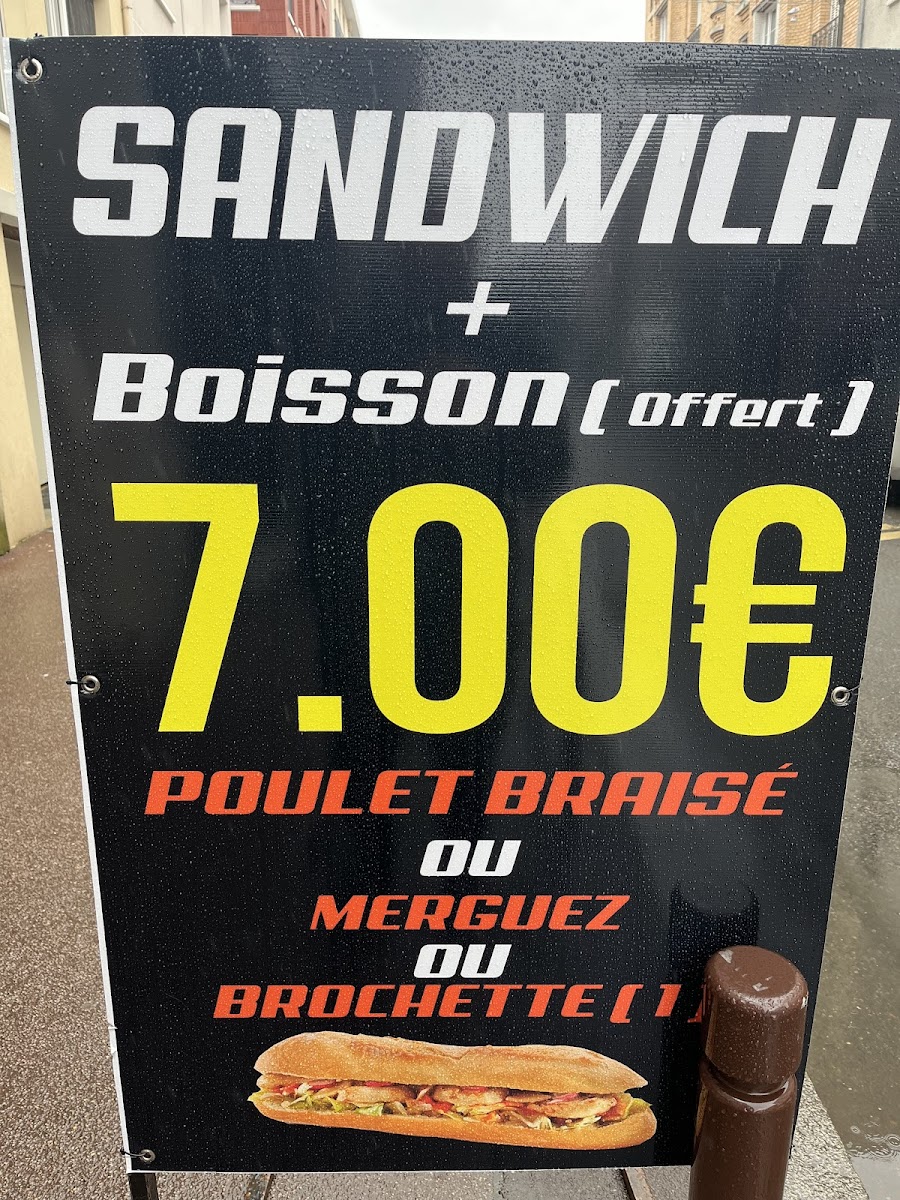 SANDWICH
+
Boisson ( Offert )
7.00€
POULET BRAISÉ
OU
MERGUEZ
OU
BROCHETTE ( 1 )